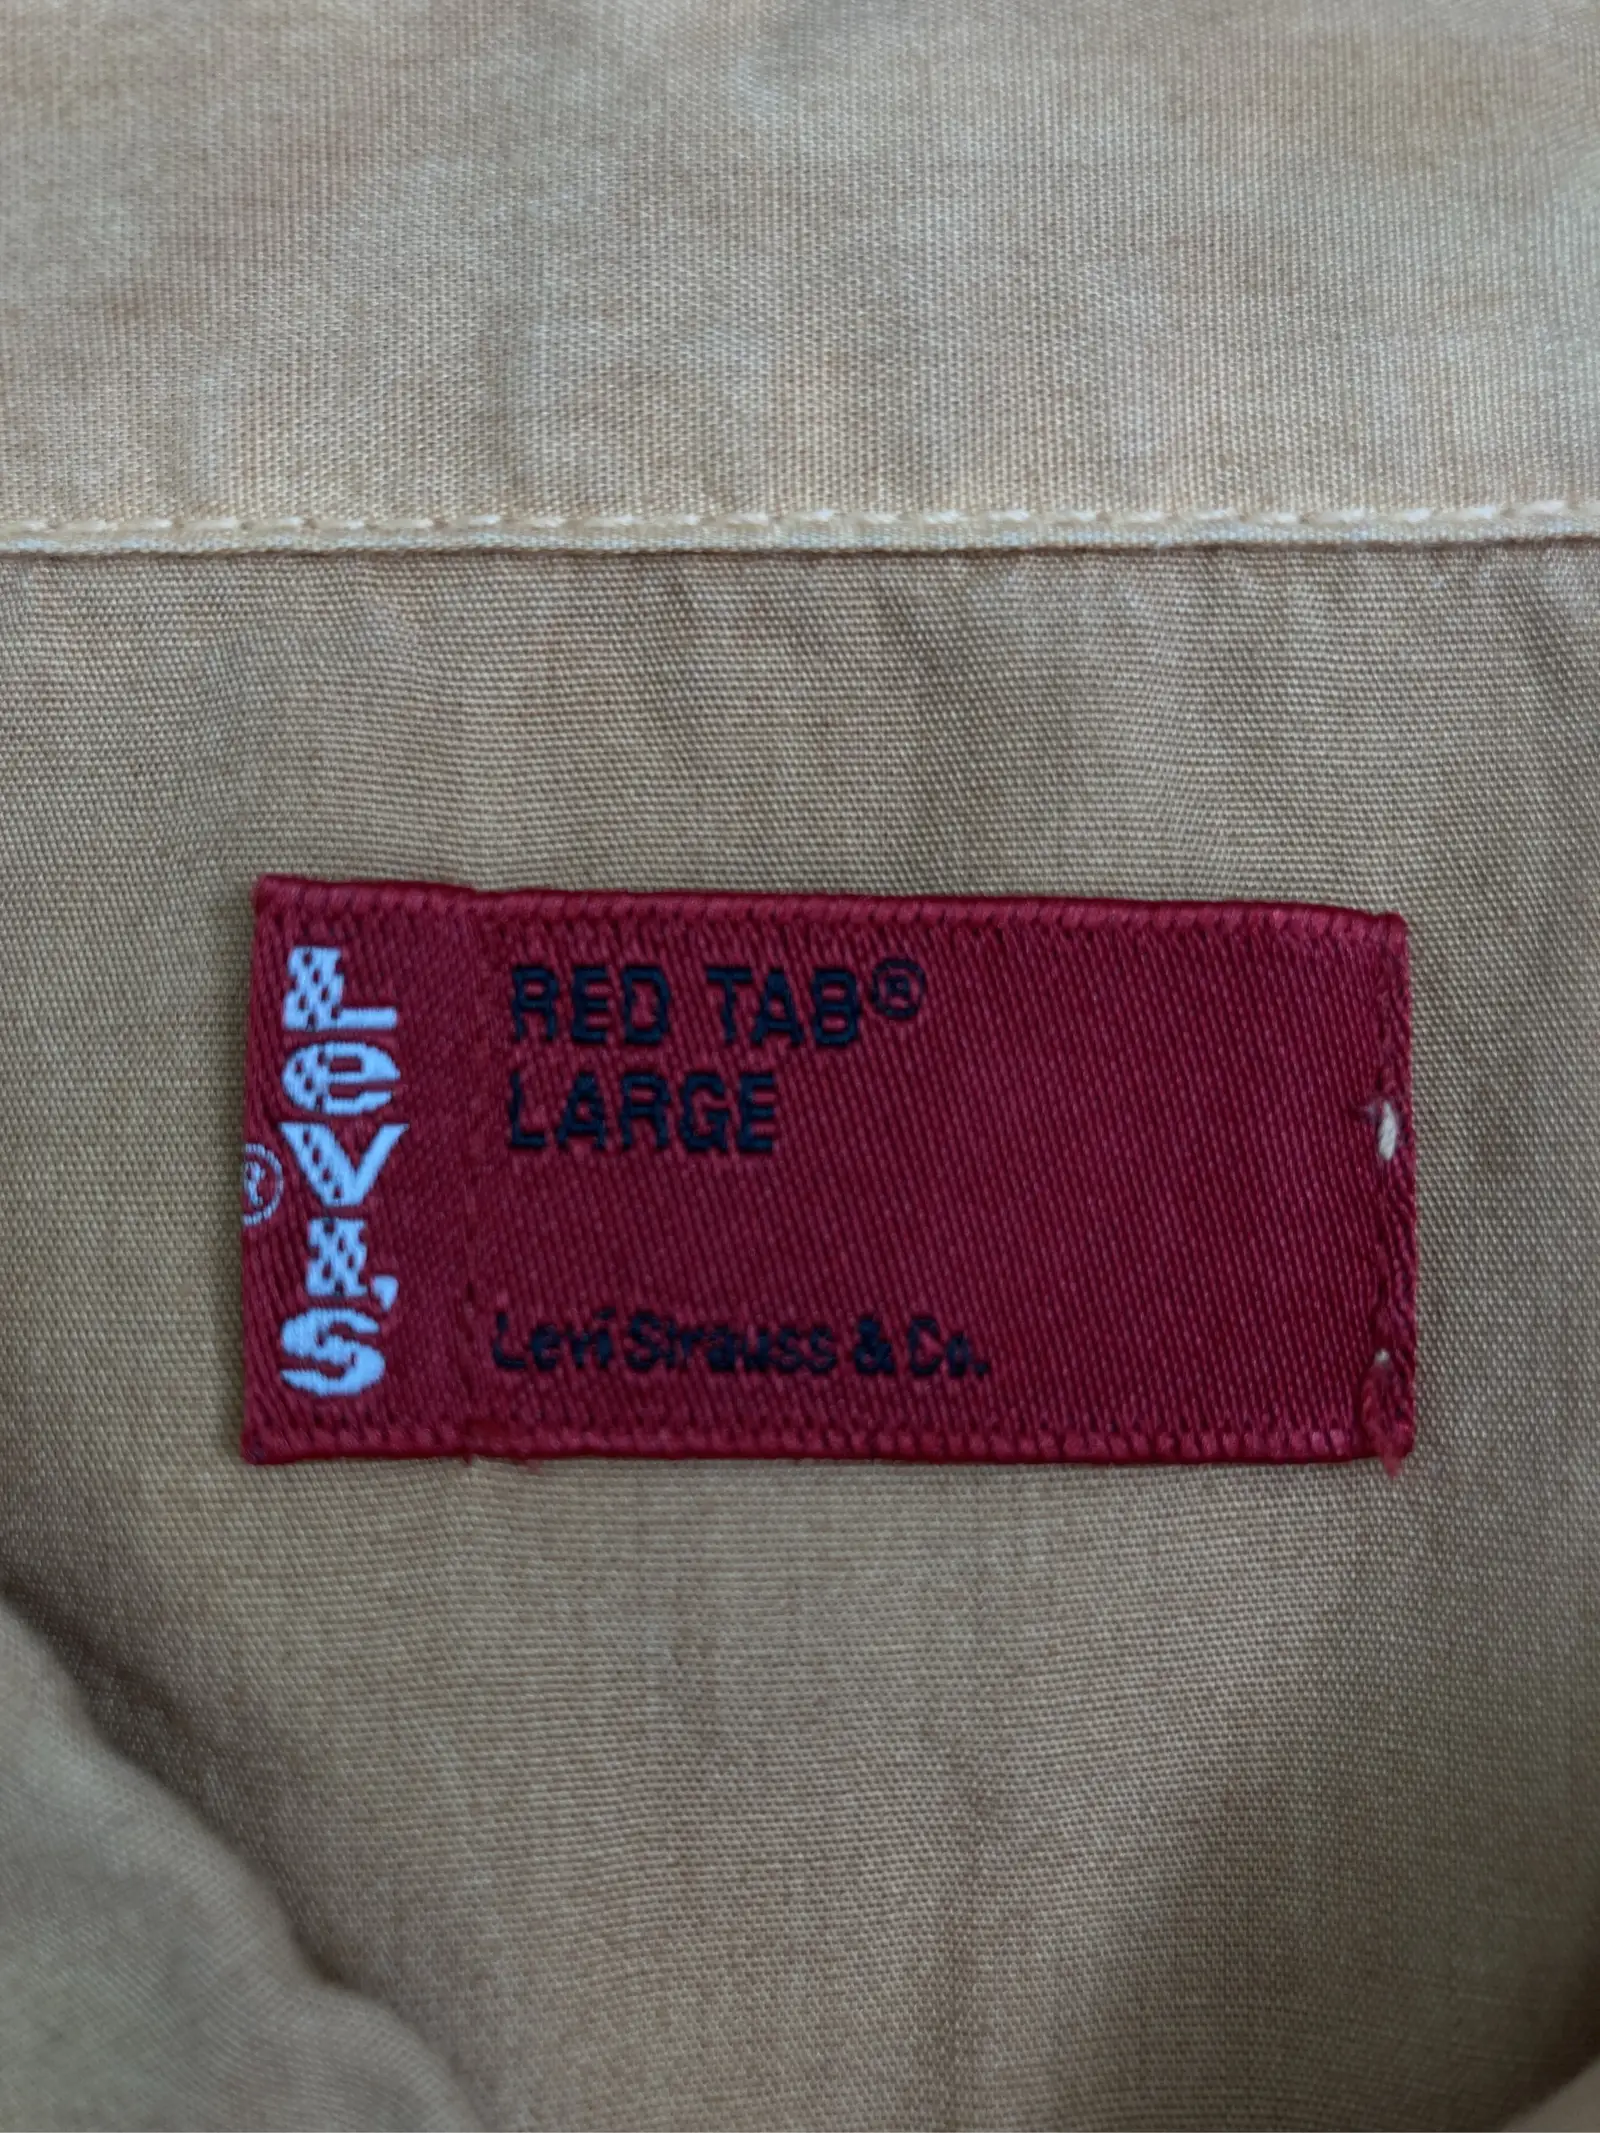 LEVI'S®
RED TAB®
LARGE
Levi Strauss & Co.